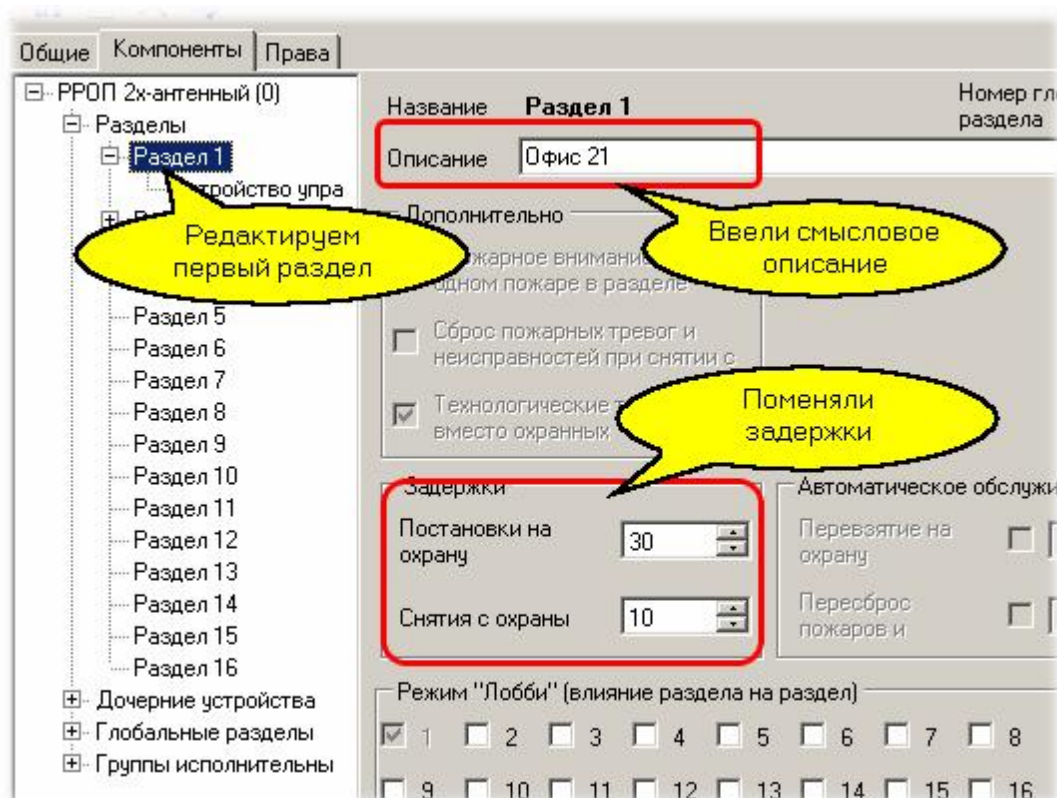 Общие Компоненты Права
РРОП 2х-антенный (0)
Разделы
Раздел 1
Раздел 5
Раздел 6
Раздел 7
Раздел 8
Раздел 9
Раздел 10
Раздел 11
Раздел 12
Раздел 13
Раздел 14
Раздел 15
Раздел 16
Дочерние устройства
Глобальные разделы
Группы исполнительны
Редактируем
первый раздел
Название Раздел 1
Номер гл
раздела
Описание Офис 21
Ввели смысловое
описание
Дополнительно
одном пожаре в разделе
Сброс пожарных тревог и
неисправностей при снятии с
Технологические
вместо охранных
Поменяли
задержки
Задержки
Постановки на
охрану
30
Снятия с охраны 10
Автоматическое обслужи
Перевзятие на
охрану
Пересброс
пожаров и
Режим "Лобби" (влияние раздела на раздел)
1 2 3 4 5 6 7 8
9 10 11 12 13 14 15 16